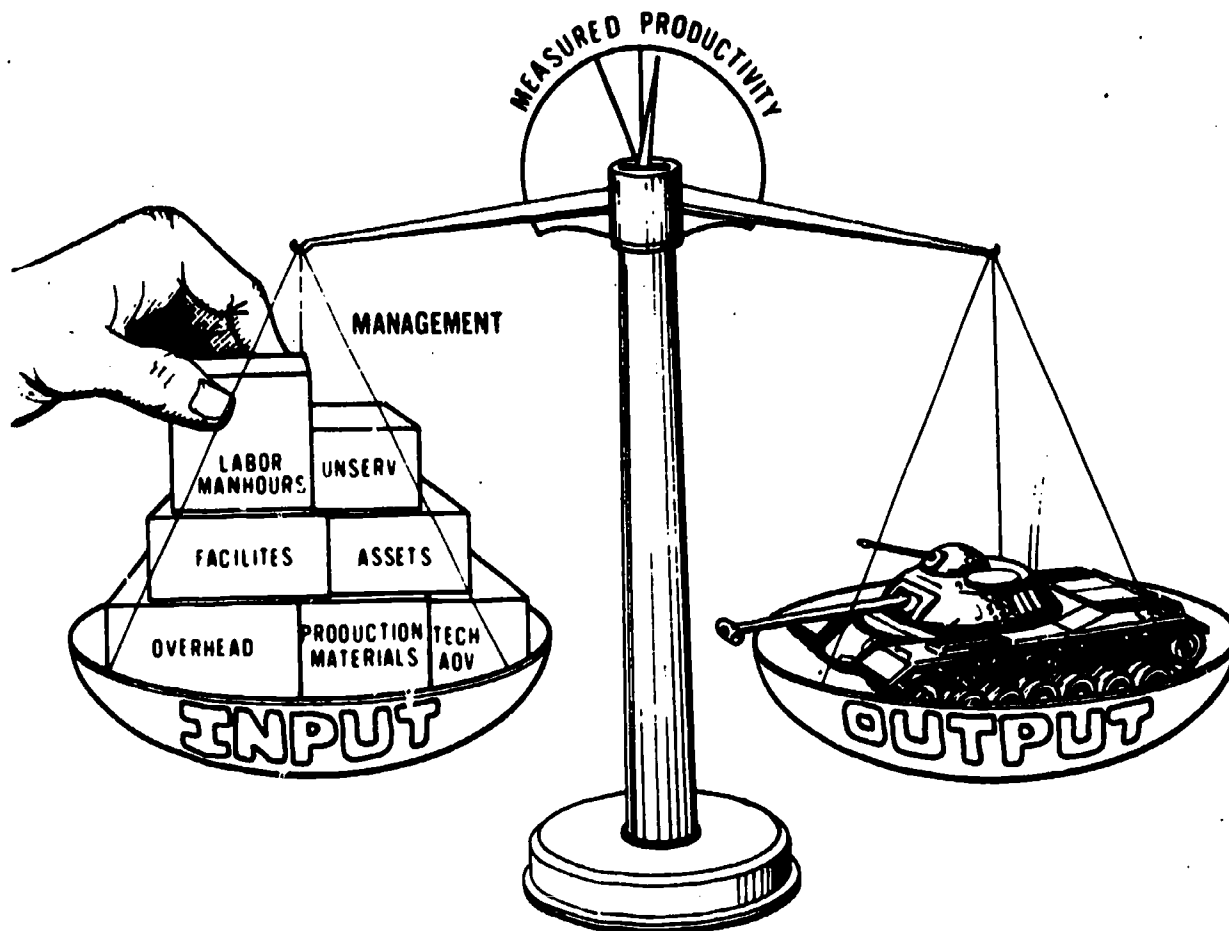 MEASURED PRODUCTIVITY
MANAGEMENT
LABOR
MANHOURS
UNSERV
FACILITES
ASSETS
OVERHEAD
PRODUCTION
MATERIALS
TECH
ADV
INPUT
OUTPUT